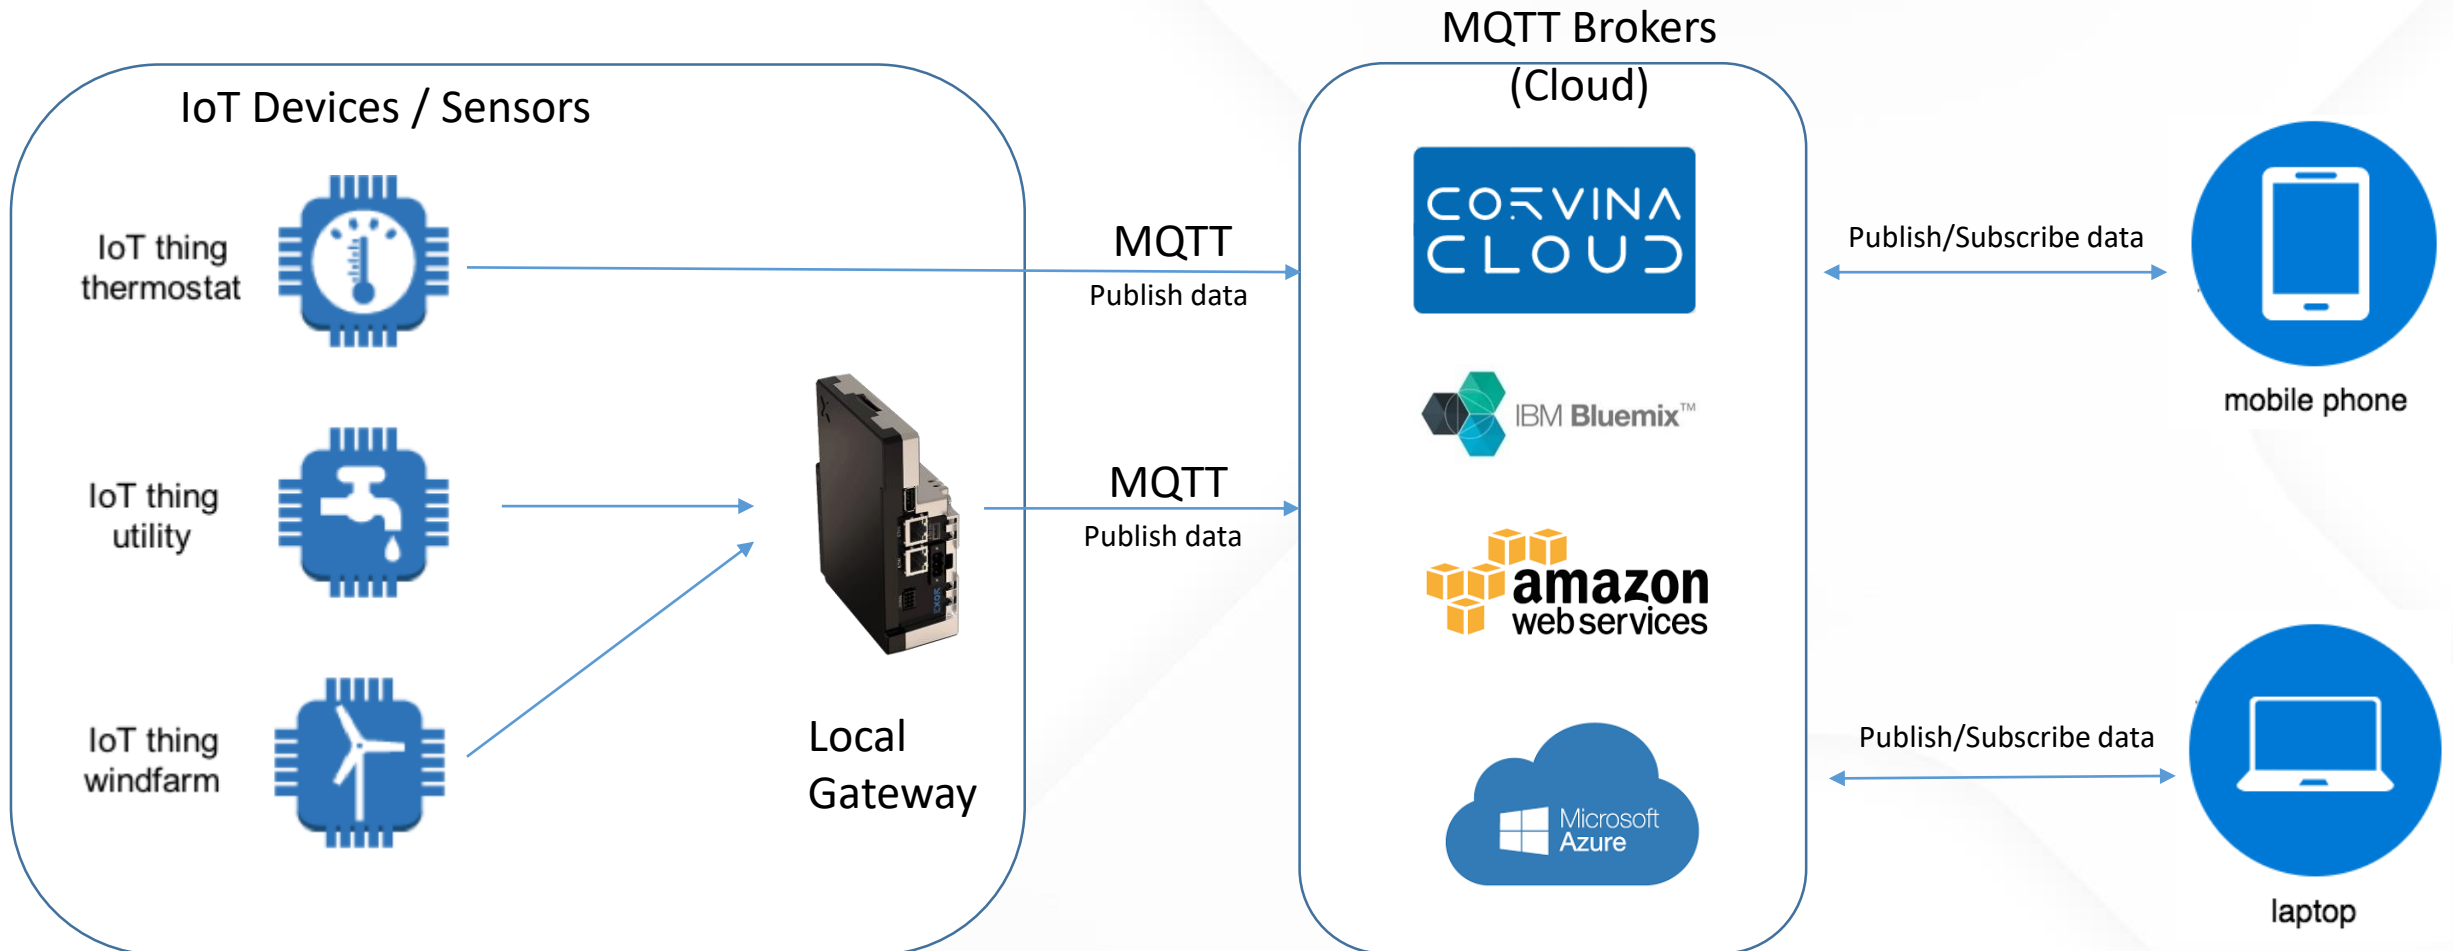 MQTT Brokers
(Cloud)
IoT Devices / Sensors
IoT thing
thermostat
MQTT
Publish data
CORVINA
CLOUD
Publish/Subscribe data
mobile phone
IBM Bluemix™
IoT thing
utility
MQTT
Publish data
EXOR
amazon
web services
IoT thing
windfarm
Local
Gateway
Microsoft
Azure
Publish/Subscribe data
laptop